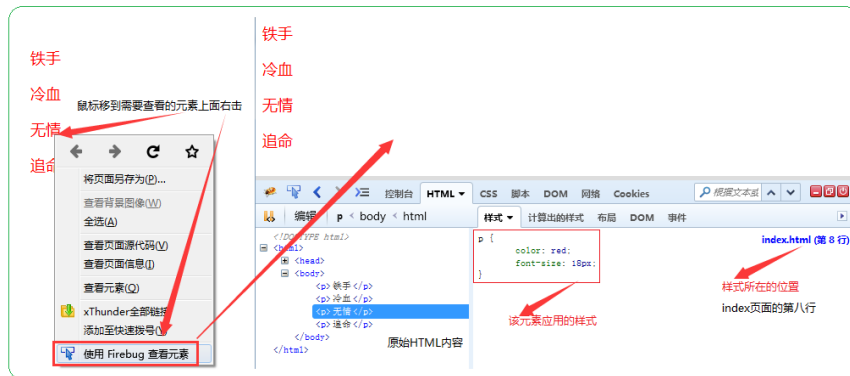 铁手
冷血
无情
追命
鼠标移到需要查看的元素上面右击
将页面另存为(P)...
查看背景图像(W)
全选(A)
查看页面源代码(V)
查看页面信息(I)
查看元素(Q)
xThunder全部链接
添加至快速拨号(V)
使用 Firebug 查看元素
铁手
冷血
无情
追命
控制台 HTML CSS 脚本 DOM 网络 Cookies 根据文本或
编辑 p < body < html
样式 计算出的样式 布局 DOM 事件
<!DOCTYPE html>
<html>
<head>
<body>
<p>铁手</p>
<p>冷血</p>
<p>无情</p>
<p>追命</p>
</body>
</html>
原始HTML内容
p {
color: red;
font-size: 18px;
}
该元素应用的样式
index.html (第 8 行)
样式所在的位置
index页面的第八行